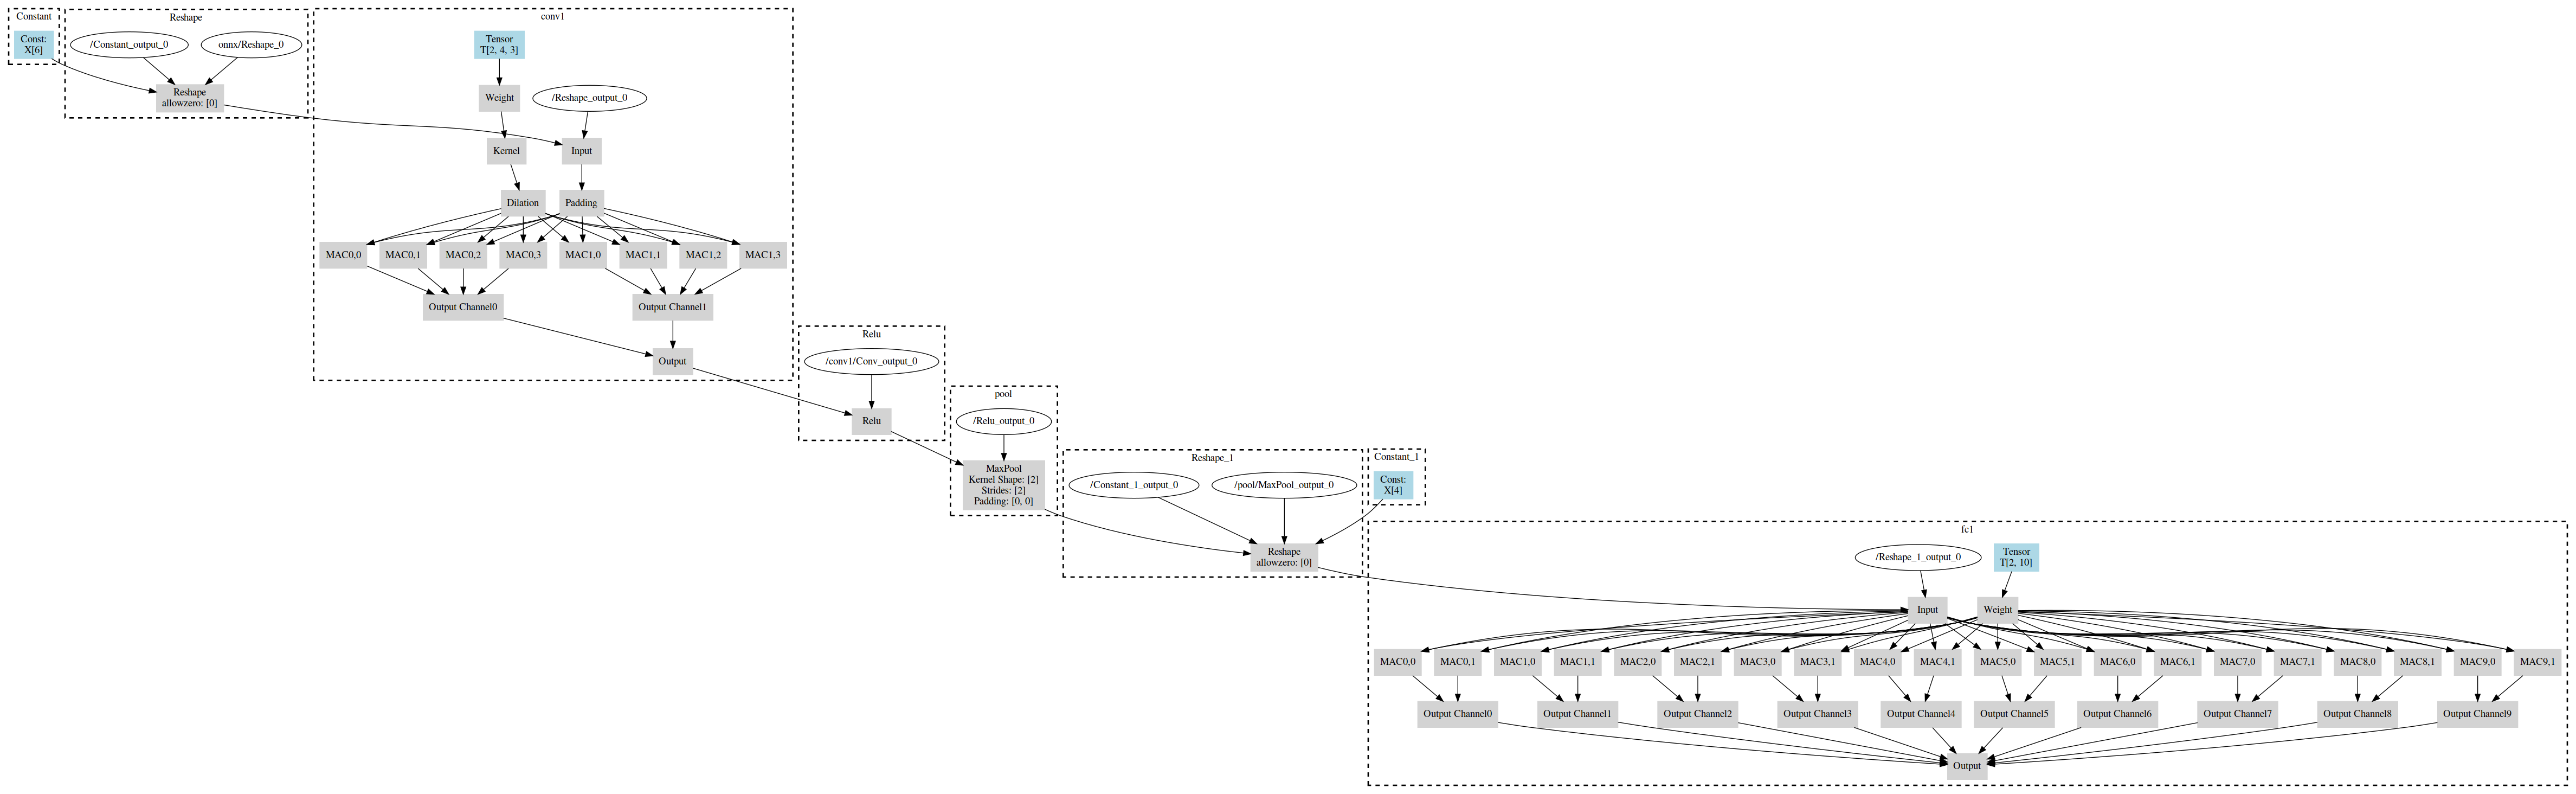 Constant
Const:
X[6]
Reshape
/Constant_output_0
onnx/Reshape_0
Reshape
allowzero: [0]
conv1
Tensor
T[2, 4, 3]
Weight
/Reshape_output_0
Kernel
Input
Dilation
Padding
MAC0,0
MAC0,1
MAC0,2
MAC0,3
MAC1,0
MAC1,1
MAC1,2
MAC1,3
Output Channel0
Output Channel1
Output
Relu
/conv1/Conv_output_0
Relu
pool
/Relu_output_0
MaxPool
Kernel Shape: [2]
Strides: [2]
Padding: [0, 0]
Reshape_1
/Constant_1_output_0
/pool/MaxPool_output_0
Reshape
allowzero: [0]
Constant_1
Const:
X[4]
fc1
/Reshape_1_output_0
Tensor
T[2, 10]
Input
Weight
MAC0,0
MAC0,1
MAC1,0
MAC1,1
MAC2,0
MAC2,1
MAC3,0
MAC3,1
MAC4,0
MAC4,1
MAC5,0
MAC5,1
MAC6,0
MAC6,1
MAC7,0
MAC7,1
MAC8,0
MAC8,1
MAC9,0
MAC9,1
Output Channel0
Output Channel1
Output Channel2
Output Channel3
Output Channel4
Output Channel5
Output Channel6
Output Channel7
Output Channel8
Output Channel9
Output